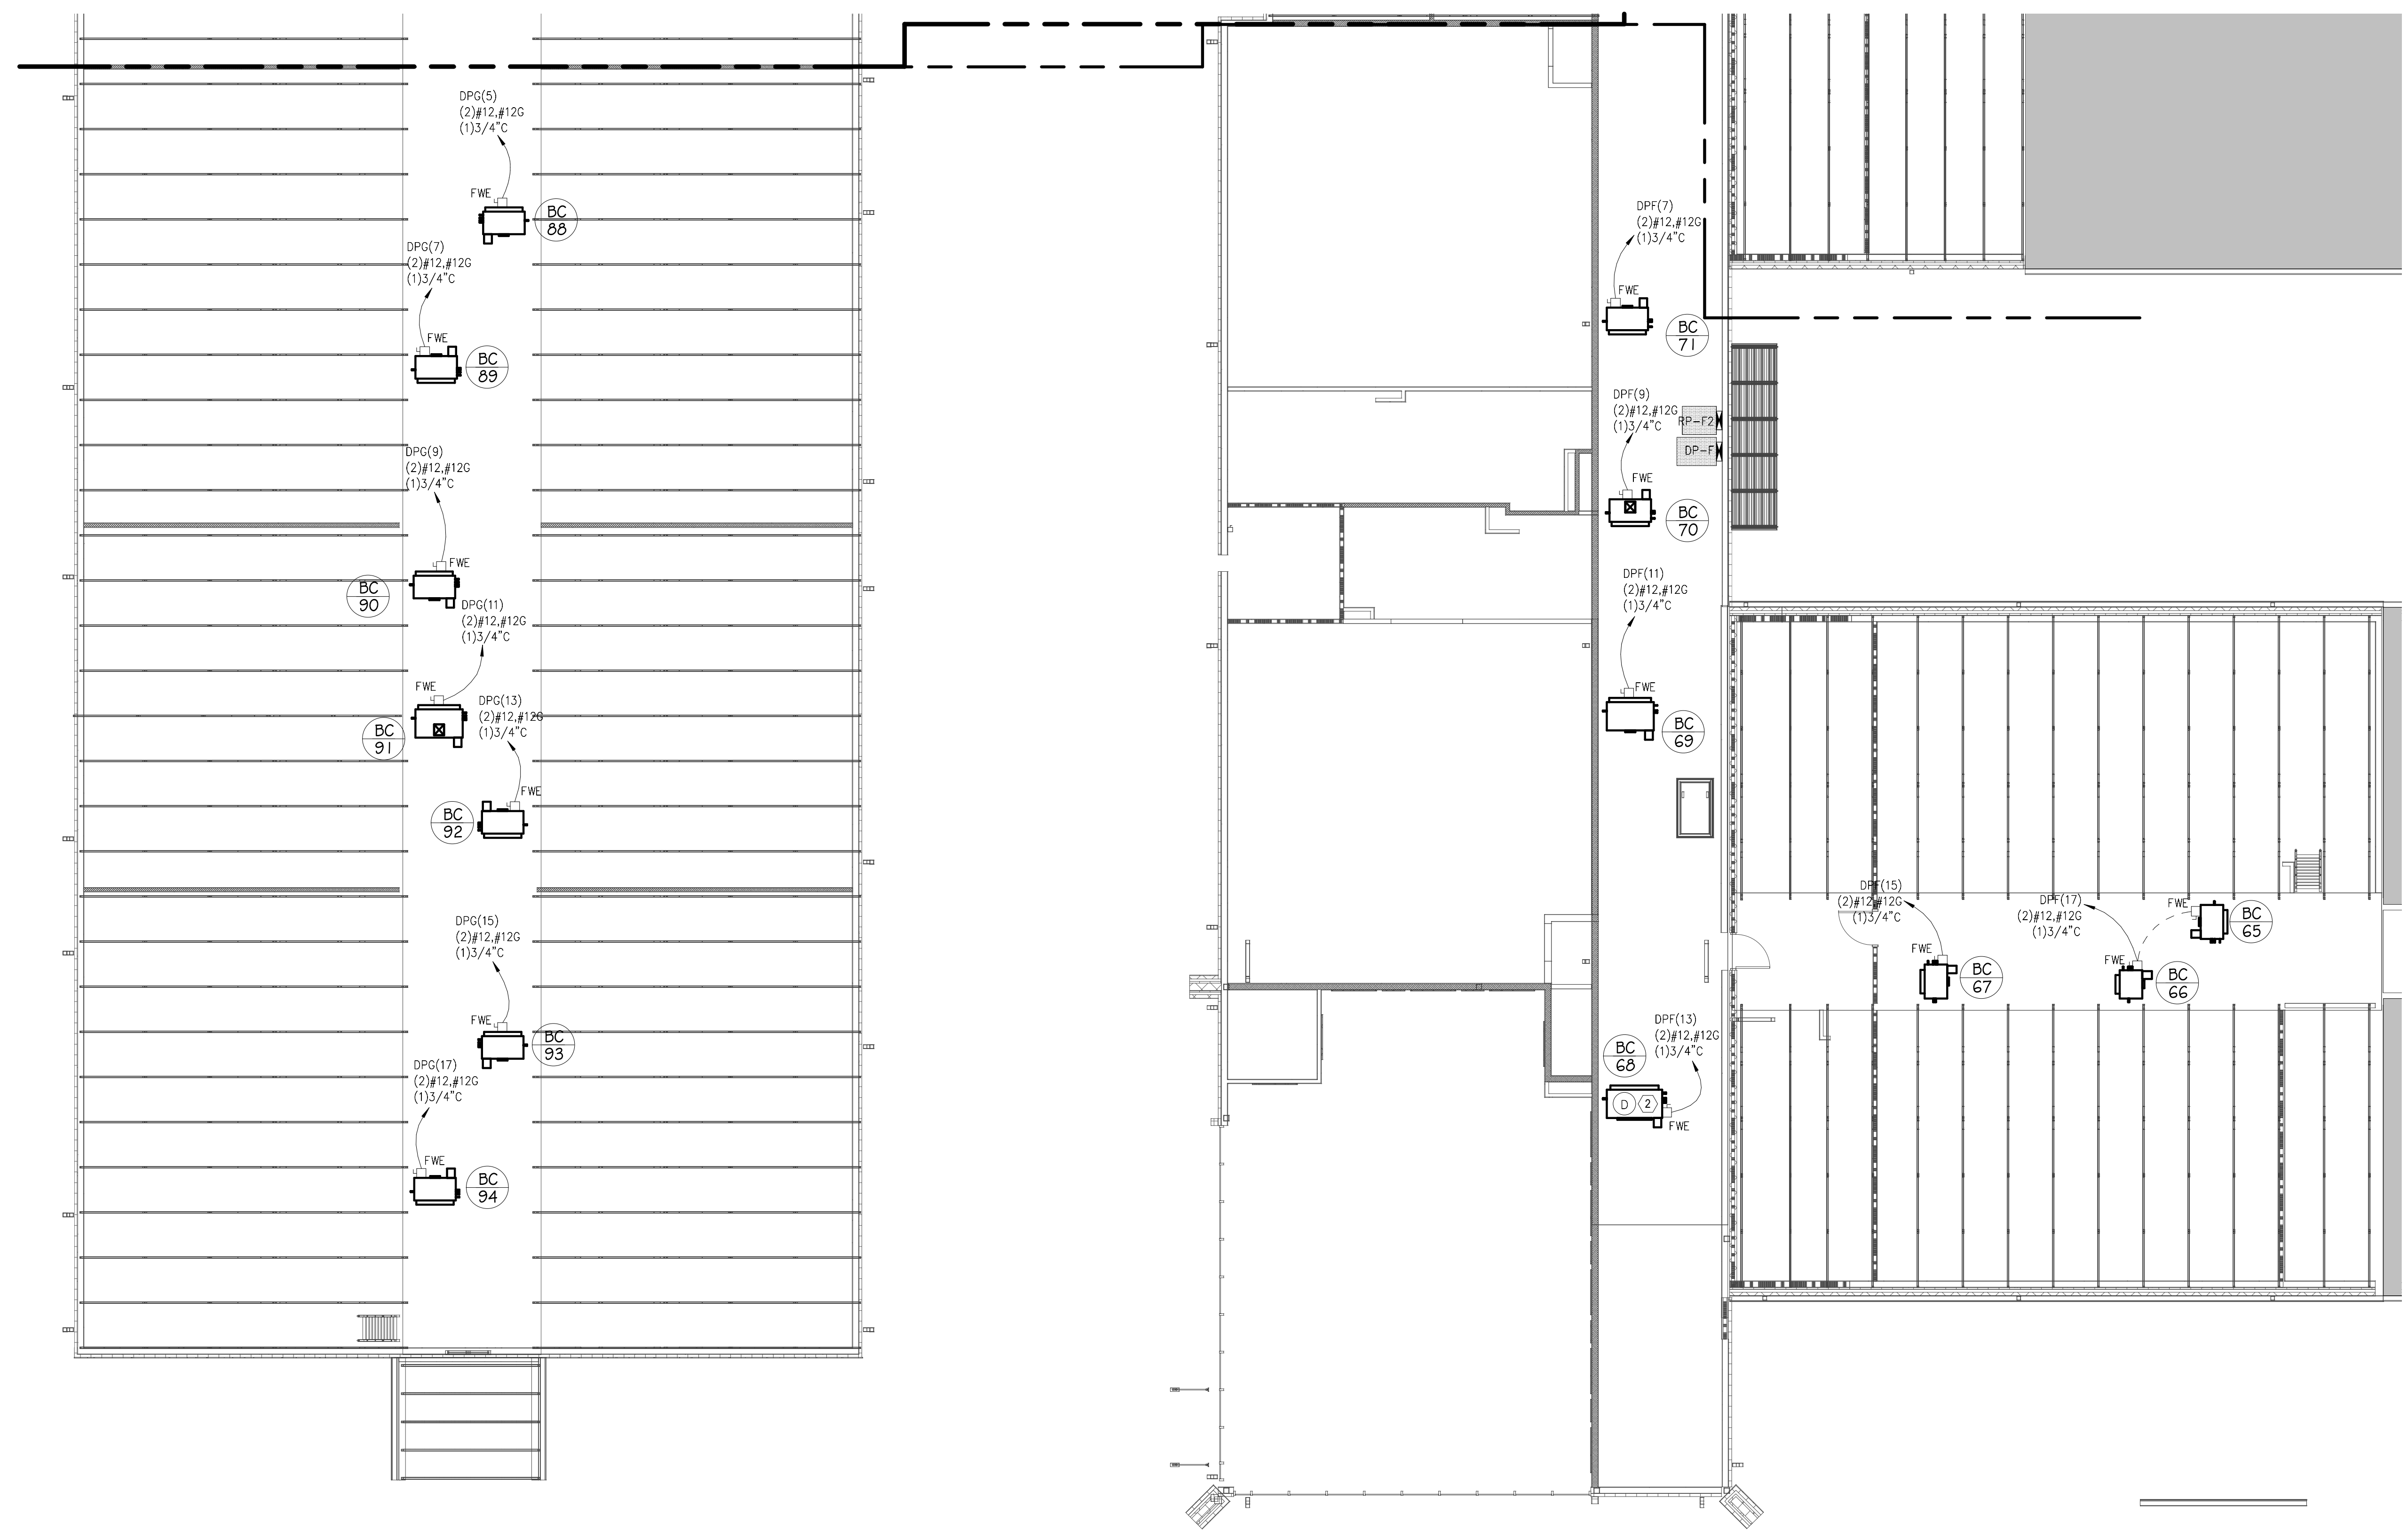 DPG(5)
(2)#12,#12G
(1)3/4"C
FWE
BC
88
DPG(7)
(2)#12,#12G
(1)3/4"C
FWE
BC
89
DPG(9)
(2)#12,#12G
(1)3/4"C
FWE
BC
90
DPG(11)
(2)#12,#12G
(1)3/4"C
FWE
BC
91
DPG(13)
(2)#12,#12G
(1)3/4"C
FWE
BC
92
DPG(15)
(2)#12,#12G
(1)3/4"C
FWE
BC
93
DPG(17)
(2)#12,#12G
(1)3/4"C
FWE
BC
94
DPF(7)
(2)#12,#12G
(1)3/4"C
FWE
BC
71
DPF(9)
(2)#12,#12G
(1)3/4"C
RP-F2
DP-F
FWE
BC
70
DPF(11)
(2)#12,#12G
(1)3/4"C
FWE
BC
69
DPF(13)
(2)#12,#12G
(1)3/4"C
BC
68
D
2
FWE
DPF(15)
(2)#12,#12G
(1)3/4"C
FWE
BC
67
DPF(17)
(2)#12,#12G
(1)3/4"C
FWE
BC
66
FWE
BC
65